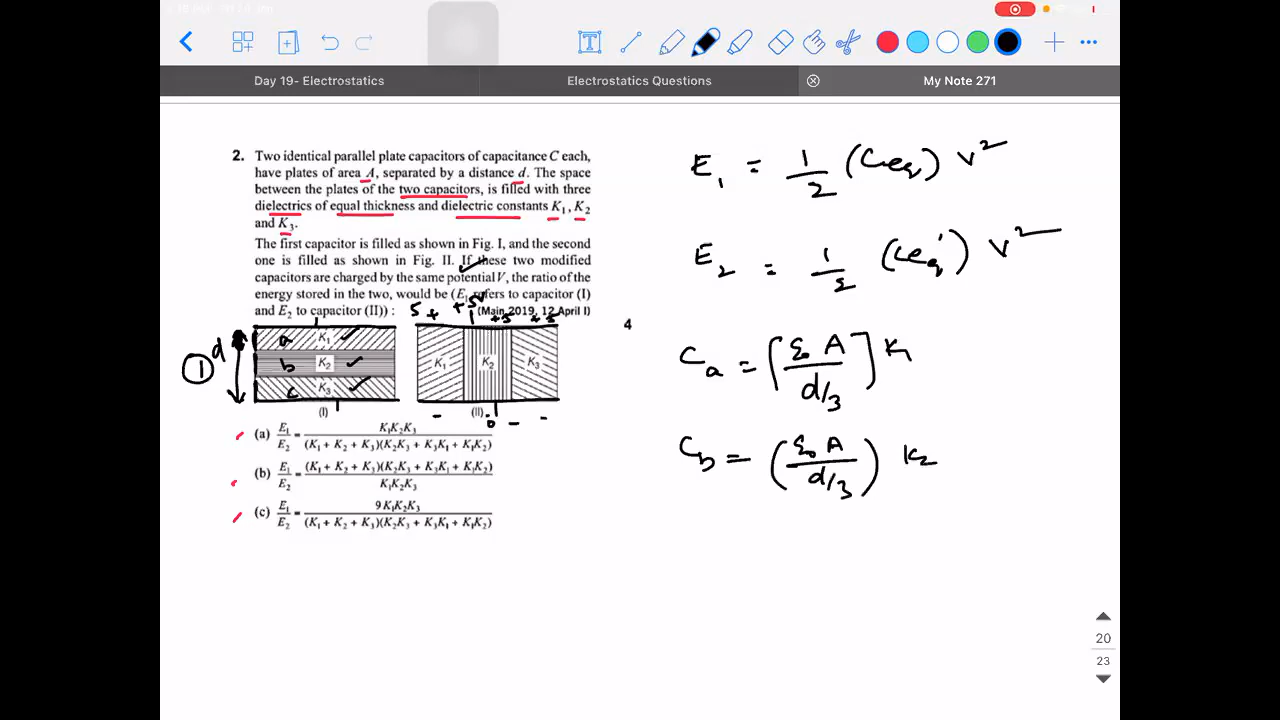 Day 19- Electrostatics
Electrostatics Questions
My Note 271
2. Two identical parallel plate capacitors of capacitance C each,
have plates of area A, separated by a distance d. The space
between the plates of the two capacitors, is filled with three
dielectrics of equal thickness and dielectric constants K₁, K₂
and K₃.
The first capacitor is filled as shown in Fig. I, and the second
one is filled as shown in Fig. II. If these two modified
capacitors are charged by the same potential V, the ratio of the
energy stored in the two, would be (E₁ refers to capacitor (I)
and E₂ to capacitor (II)) : (Main 2019, 12 April I)
5 + +5V +5 +5
① d a K₁
b K₂
c K₃
K₁ K₂ K₃
- 0 - -
(I) (II)
(a) E₁/E₂ = K₁K₂K₃/(K₁ + K₂ + K₃)(K₂K₃ + K₃K₁ + K₁K₂)
(b) E₁/E₂ = (K₁ + K₂ + K₃)(K₂K₃ + K₃K₁ + K₁K₂)/K₁K₂K₃
(c) E₁/E₂ = 9K₁K₂K₃/(K₁ + K₂ + K₃)(K₂K₃ + K₃K₁ + K₁K₂)
4
E₁ = 1/2 (Ceq) V²
E₂ = 1/2 (Ceq') V²
Cₐ = [ε₀ A/d/3] K₁
C_b = (ε₀ A/d/3) K₂
20
23